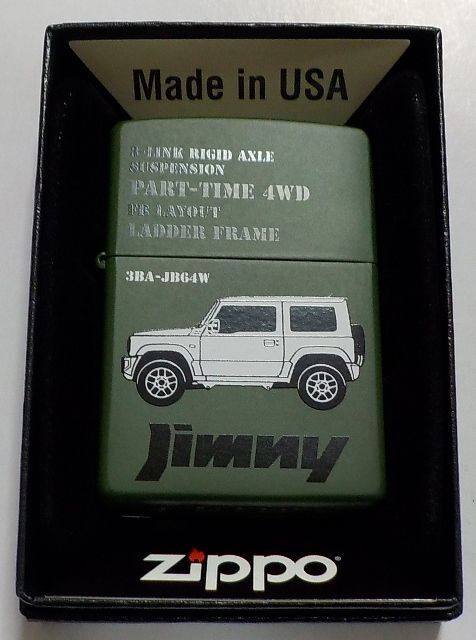 Made in USA
3-LINK RIGID AXLE
SUSPENSION
PART-TIME 4WD
FR LAYOUT
LADDER FRAME
3BA-JB64W
Jimny
zippo®